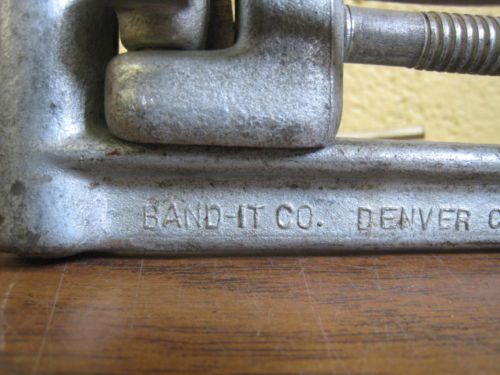 BAND-IT CO. DENVER C